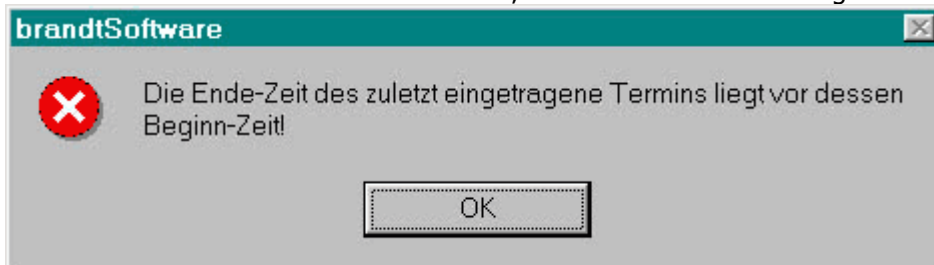 brandtSoftware
Die Ende-Zeit des zuletzt eingetragene Termins liegt vor dessen
Beginn-Zeit!
OK